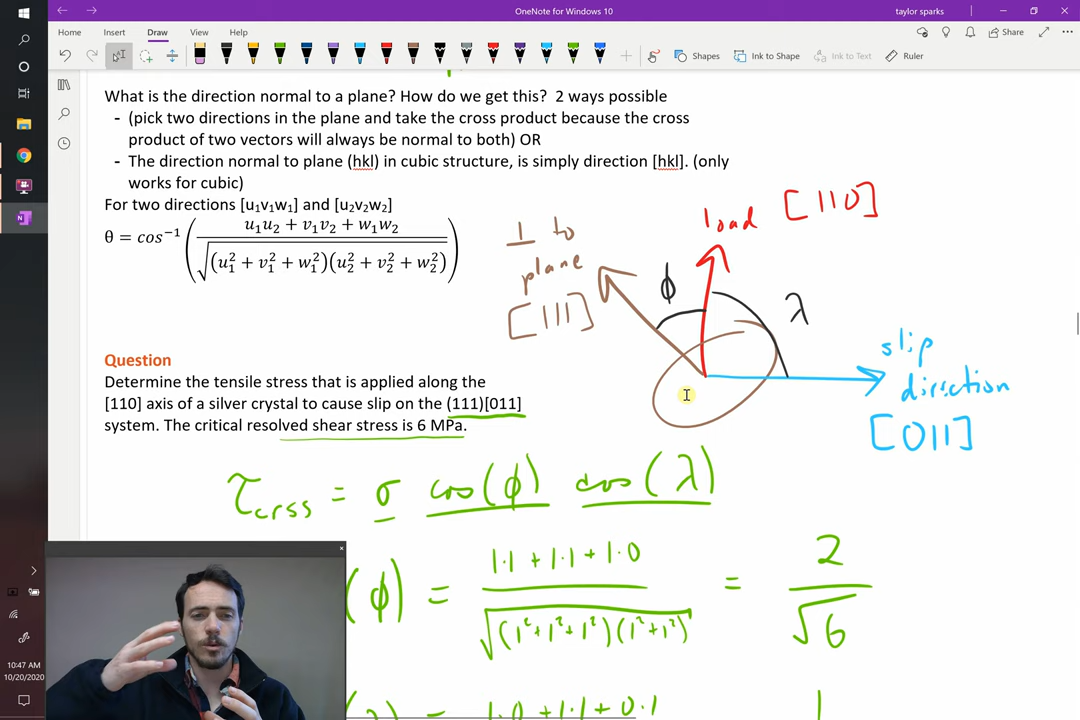 OneNote for Windows 10
taylor sparks
Home Insert Draw View Help
Share
Shapes Ink to Shape Ink to Text Ruler
What is the direction normal to a plane? How do we get this? 2 ways possible
- (pick two directions in the plane and take the cross product because the cross
product of two vectors will always be normal to both) OR
- The direction normal to plane (hkl) in cubic structure, is simply direction [hkl]. (only
works for cubic)
For two directions [u₁v₁w₁] and [u₂v₂w₂]
θ = cos⁻¹ ( u₁u₂ + v₁v₂ + w₁w₂ / √(u₁² + v₁² + w₁²)(u₂² + v₂² + w₂²) )
load [110]
⊥ to
plane
[111]
ϕ
λ
slip
direction
[011]
Question
Determine the tensile stress that is applied along the
[110] axis of a silver crystal to cause slip on the (111)[011]
system. The critical resolved shear stress is 6 MPa.
τcrss = σ cos(ϕ) cos(λ)
(ϕ) = 1·1 + 1·1 + 1·0 / √(1²+1²+1²)(1²+1²) = 2 / √6
= 1·0 + 1·1 + 0·1
1
10:47 AM
10/20/2020